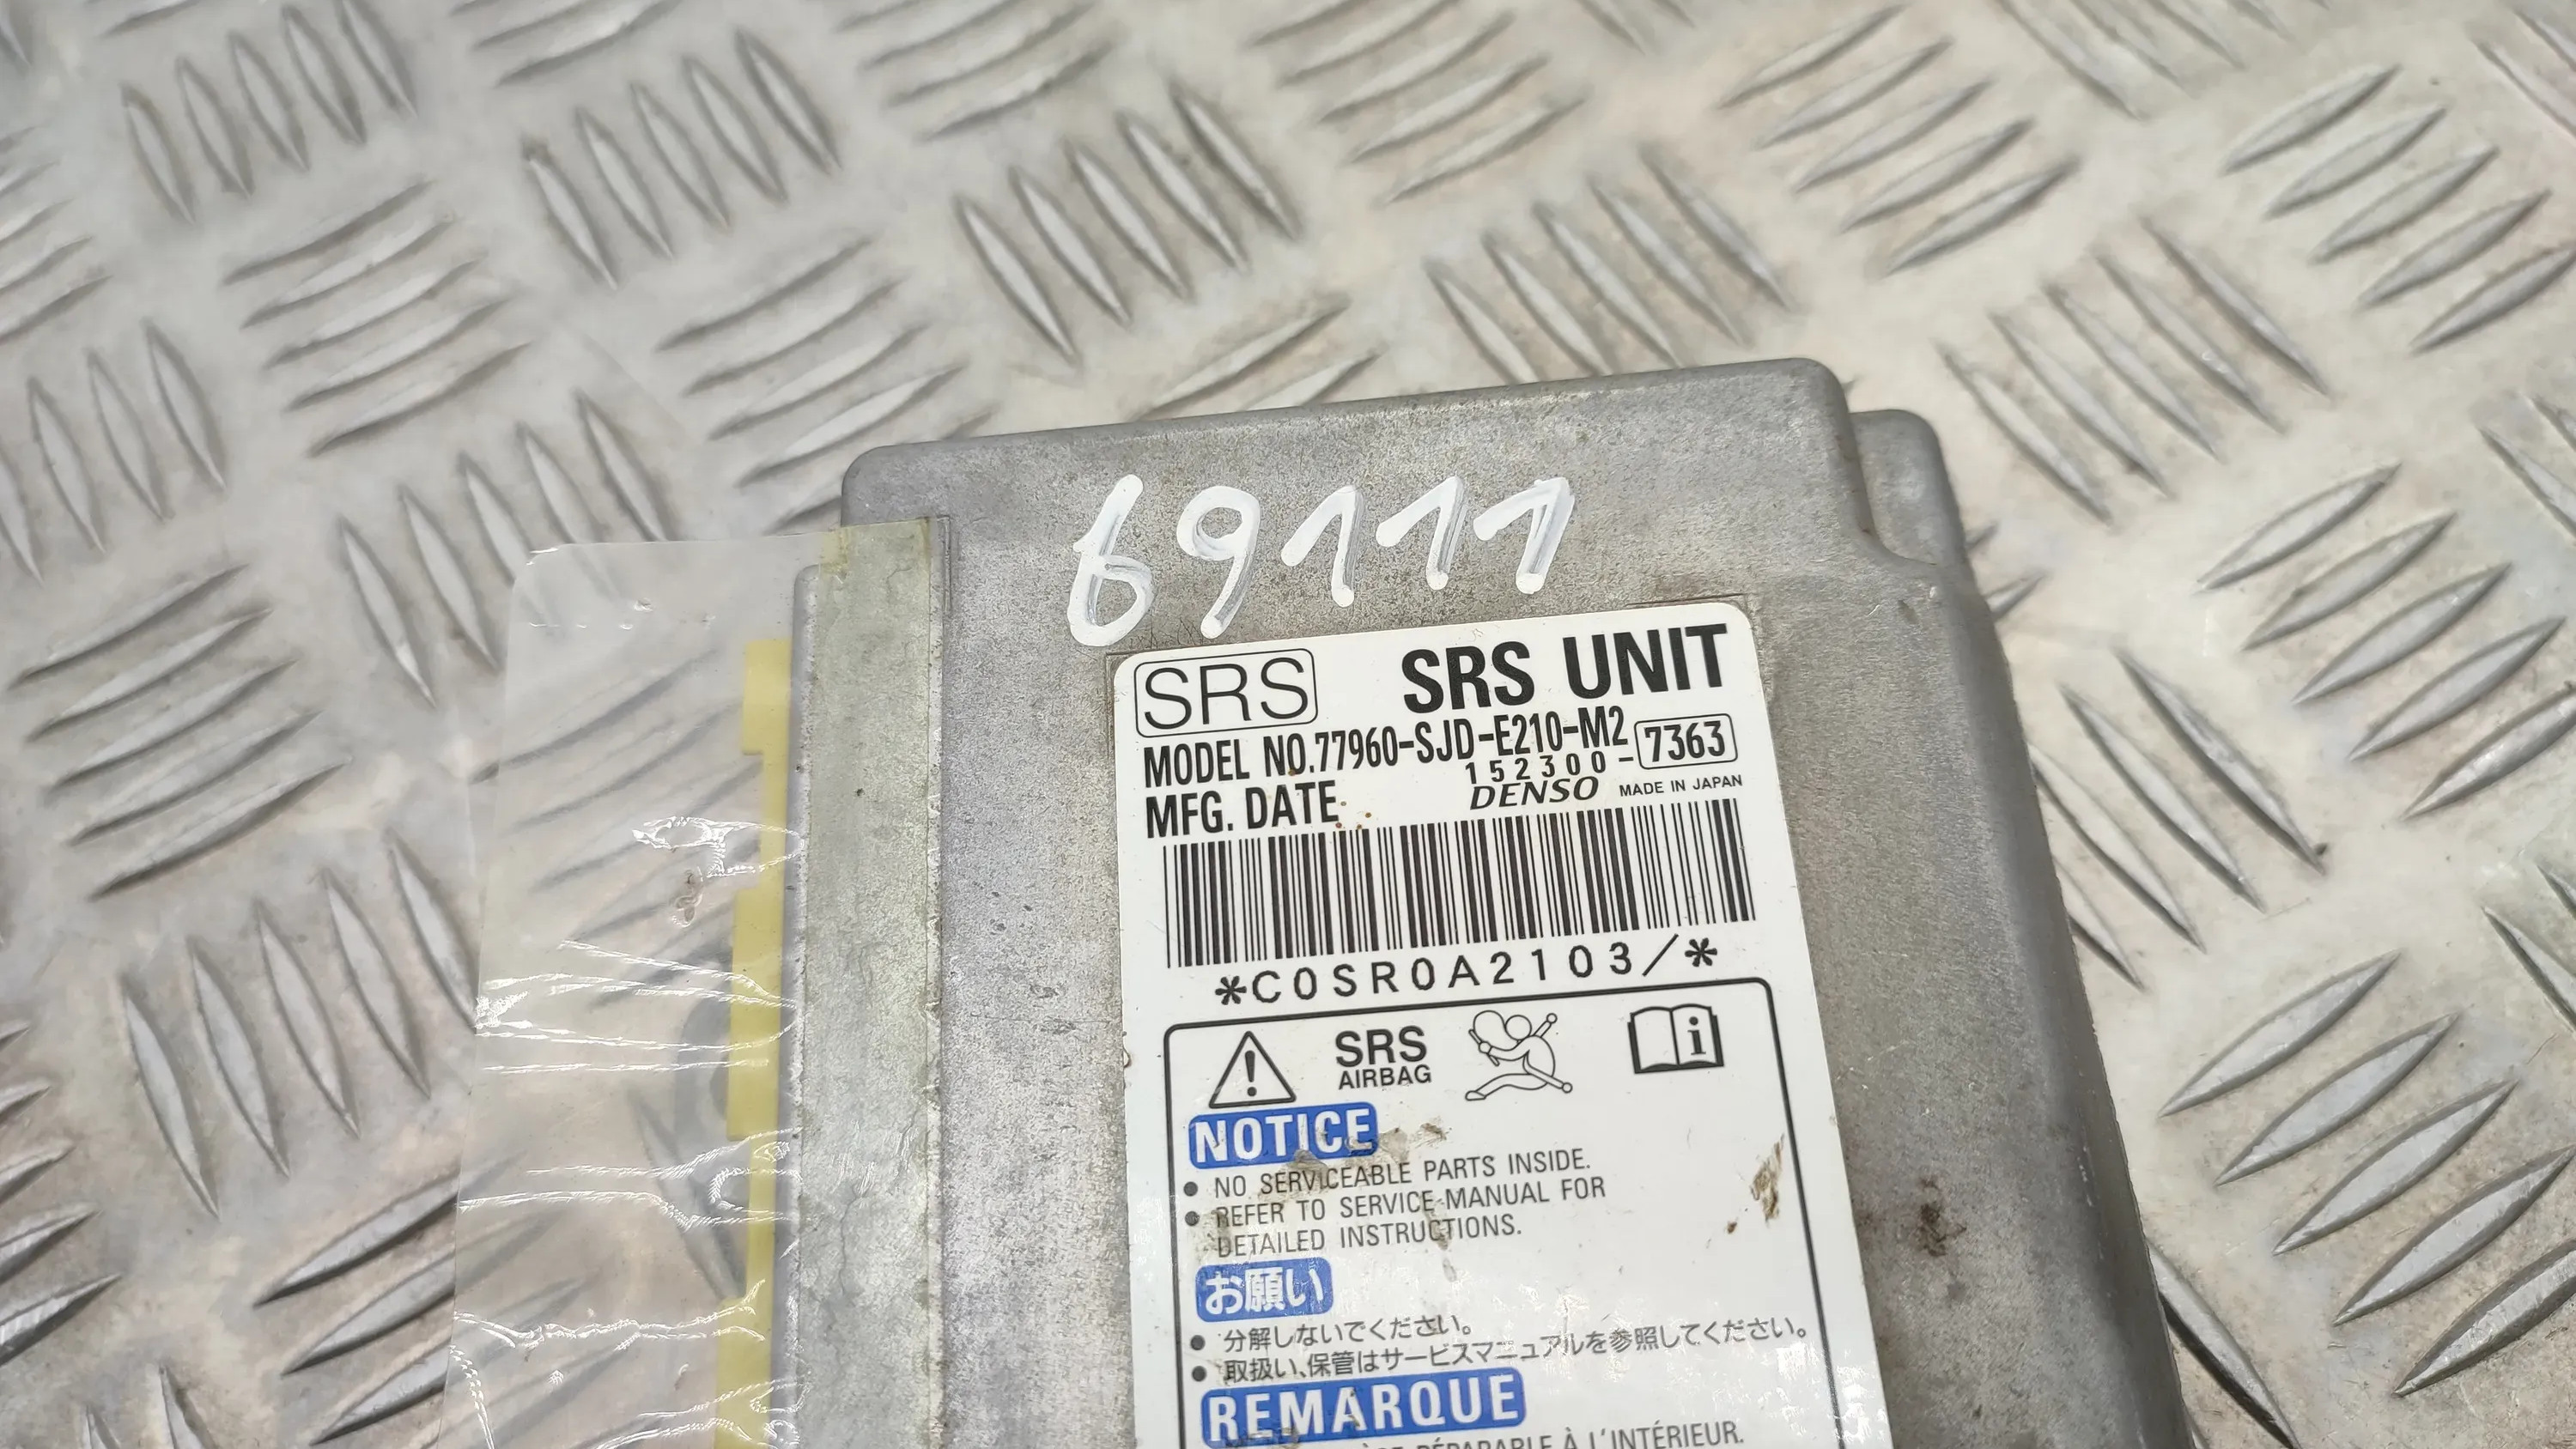 69111
SRS SRS UNIT
MODEL NO.77960-SJD-E210-M2
152300-7363
MFG. DATE DENSO MADE IN JAPAN
*C0SR0A2103/*
SRS
AIRBAG
NOTICE
● NO SERVICEABLE PARTS INSIDE.
● REFER TO SERVICE MANUAL FOR
DETAILED INSTRUCTIONS.
お願い
● 分解しないでください。
● 取扱い、保管はサービスマニュアルを参照してください。
REMARQUE
RÉPARABLE À L'INTÉRIEUR.